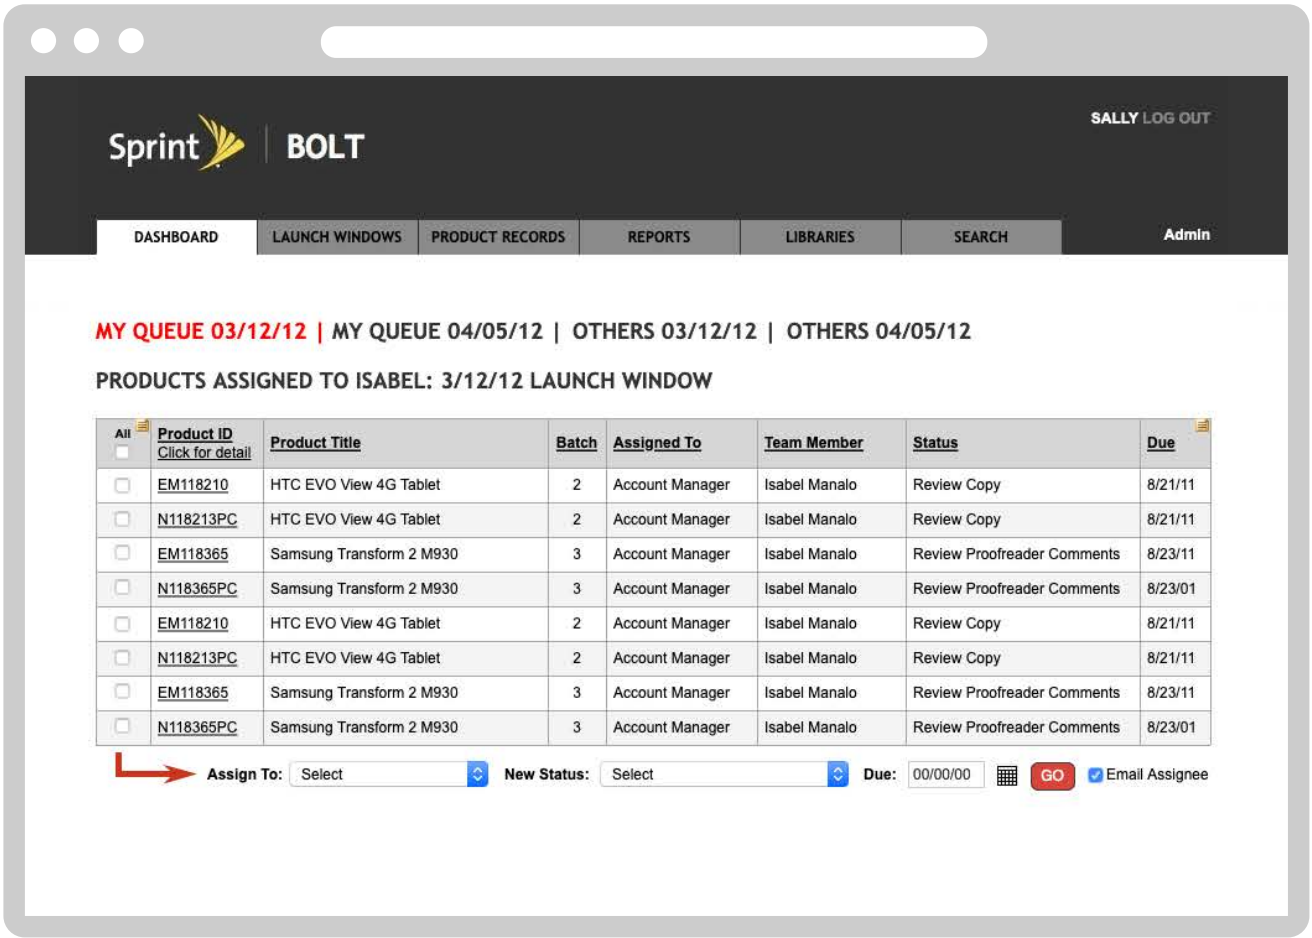 SALLY LOG OUT
Sprint | BOLT
DASHBOARD LAUNCH WINDOWS PRODUCT RECORDS REPORTS LIBRARIES SEARCH Admin
MY QUEUE 03/12/12 | MY QUEUE 04/05/12 | OTHERS 03/12/12 | OTHERS 04/05/12
PRODUCTS ASSIGNED TO ISABEL: 3/12/12 LAUNCH WINDOW
All Product ID Click for detail Product Title Batch Assigned To Team Member Status Due
EM118210 HTC EVO View 4G Tablet 2 Account Manager Isabel Manalo Review Copy 8/21/11
N118213PC HTC EVO View 4G Tablet 2 Account Manager Isabel Manalo Review Copy 8/21/11
EM118365 Samsung Transform 2 M930 3 Account Manager Isabel Manalo Review Proofreader Comments 8/23/11
N118365PC Samsung Transform 2 M930 3 Account Manager Isabel Manalo Review Proofreader Comments 8/23/01
EM118210 HTC EVO View 4G Tablet 2 Account Manager Isabel Manalo Review Copy 8/21/11
N118213PC HTC EVO View 4G Tablet 2 Account Manager Isabel Manalo Review Copy 8/21/11
EM118365 Samsung Transform 2 M930 3 Account Manager Isabel Manalo Review Proofreader Comments 8/23/11
N118365PC Samsung Transform 2 M930 3 Account Manager Isabel Manalo Review Proofreader Comments 8/23/01
Assign To: Select New Status: Select Due: 00/00/00 GO Email Assignee